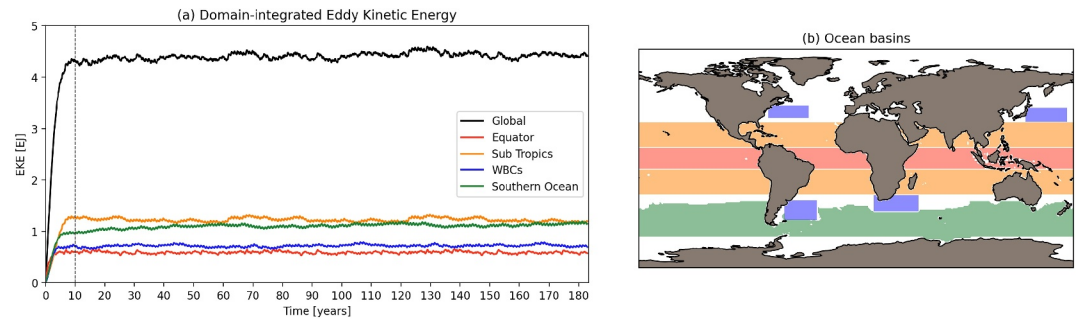 (a) Domain-integrated Eddy Kinetic Energy
5
4
3
2
1
0
EKE [EJ]
Global
Equator
Sub Tropics
WBCs
Southern Ocean
0 10 20 30 40 50 60 70 80 90 100 110 120 130 140 150 160 170 180
Time [years]
(b) Ocean basins